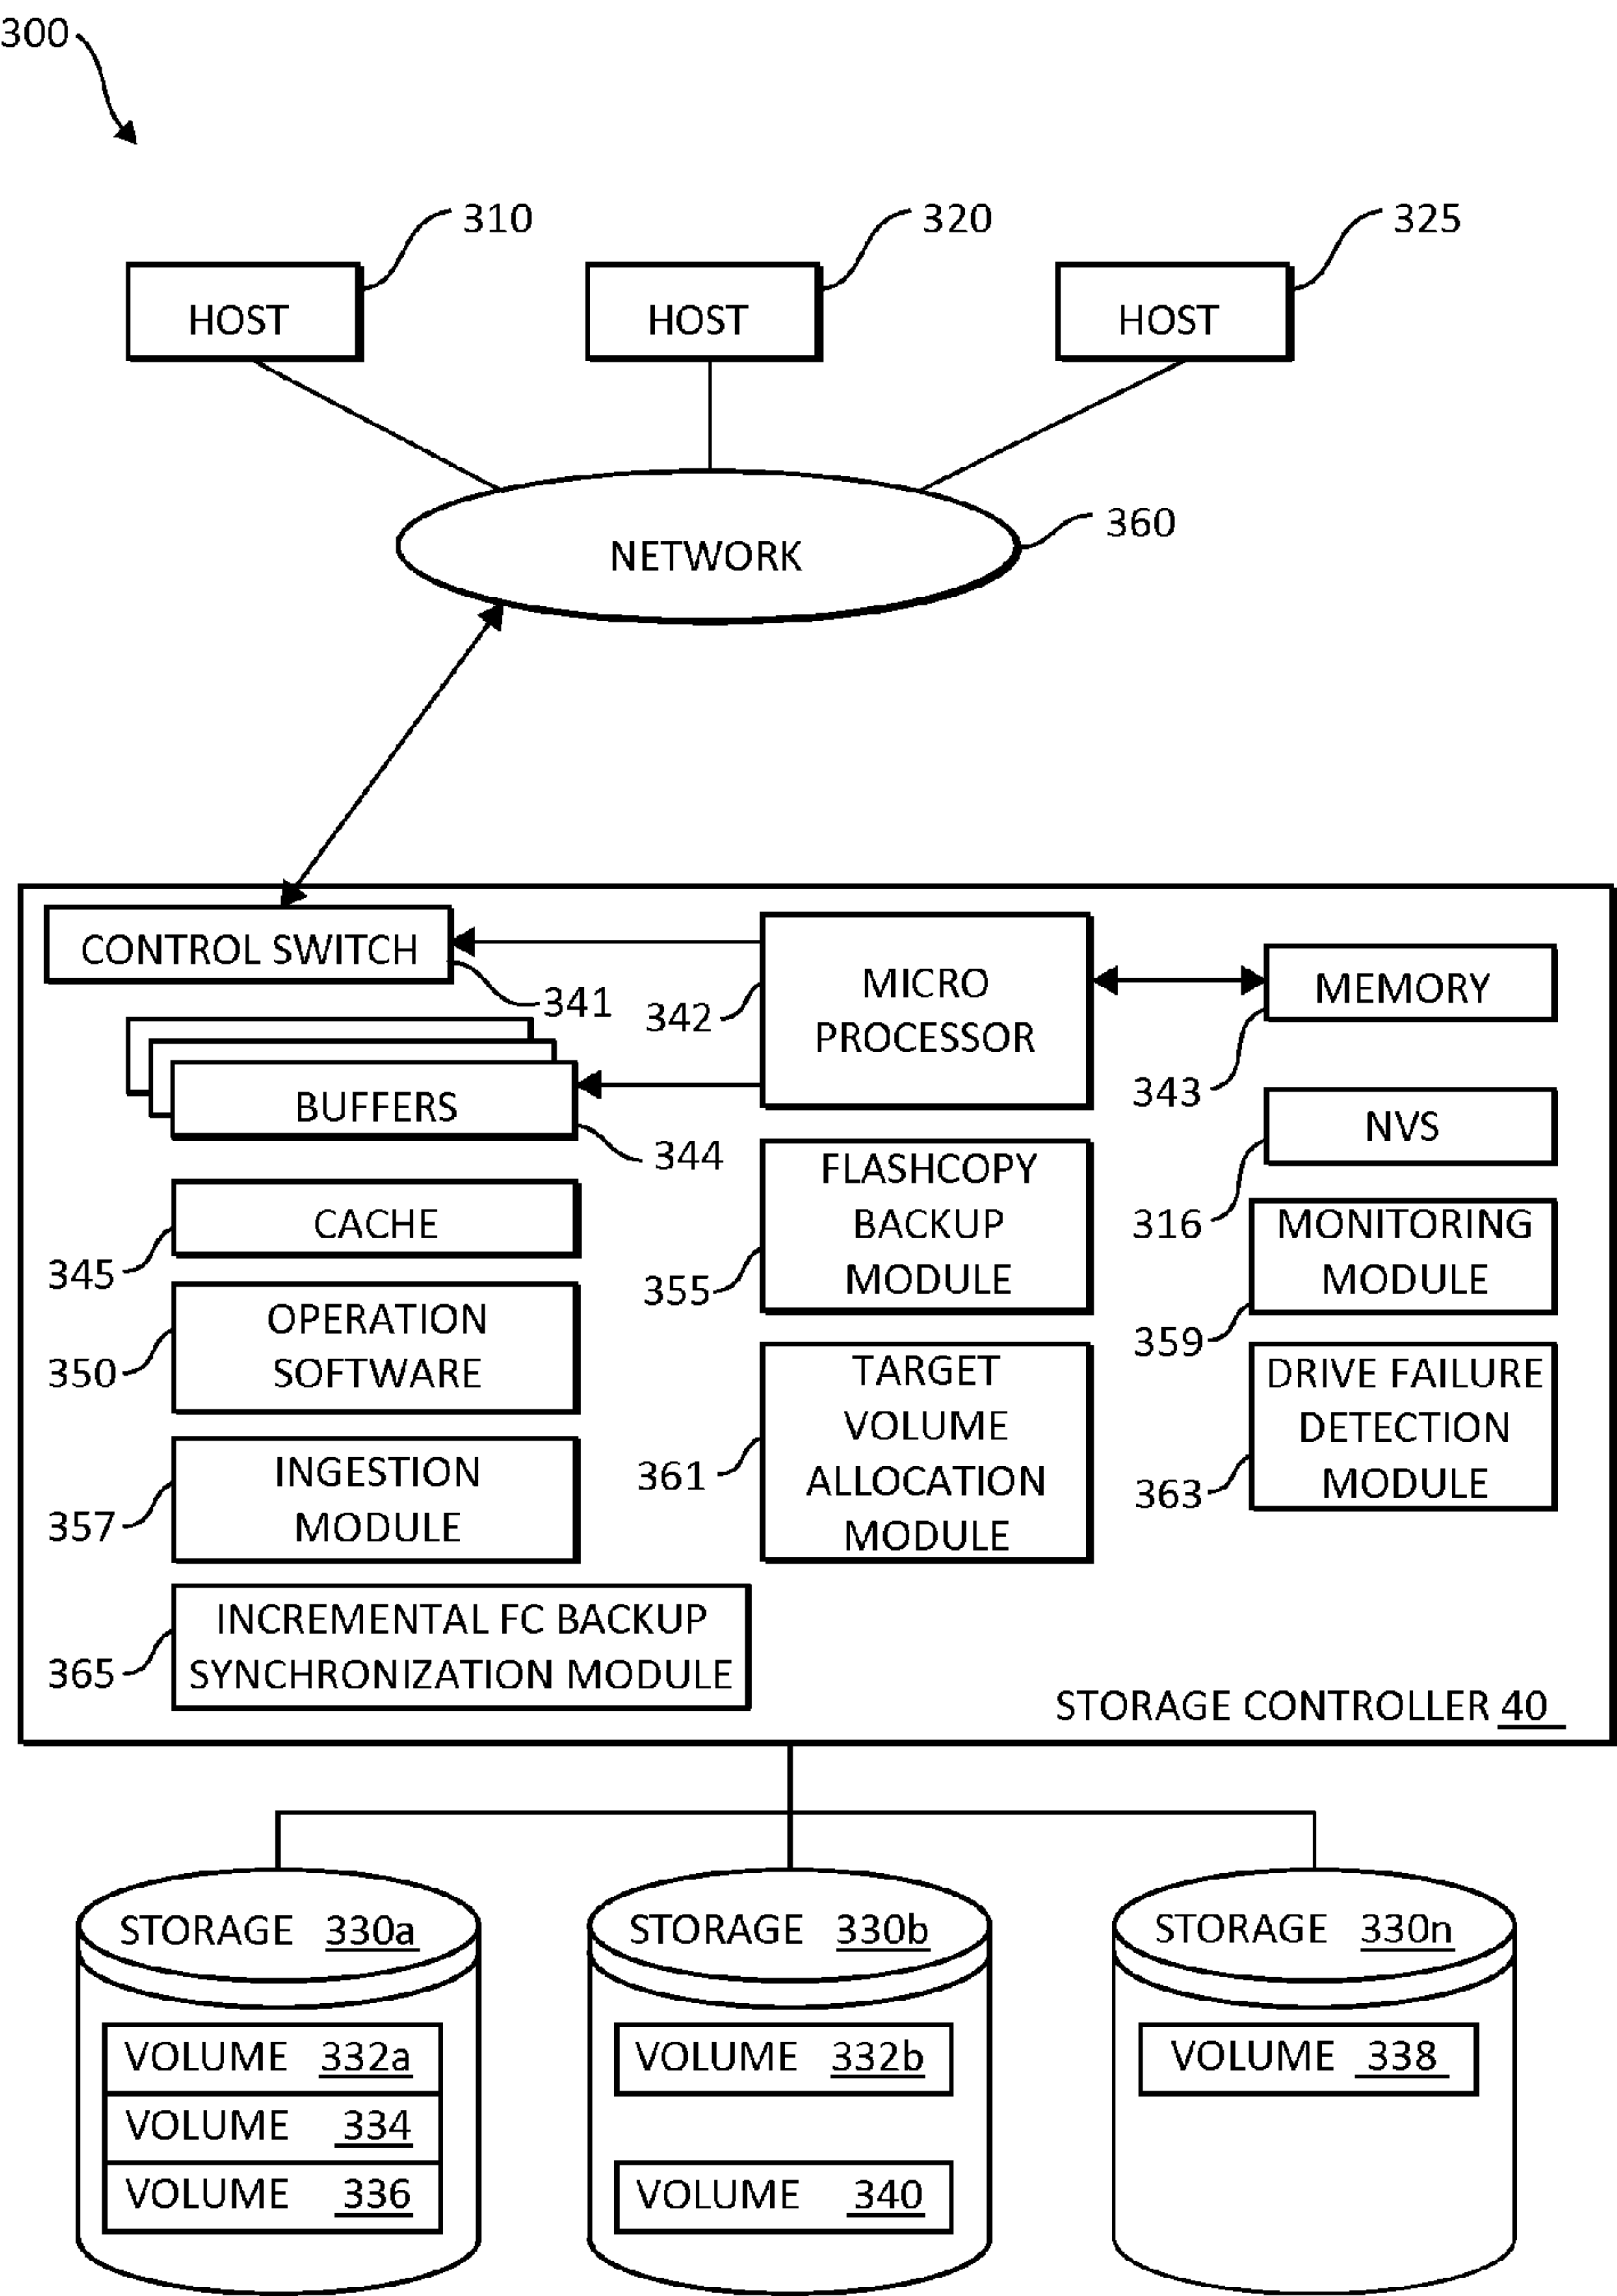 300
310
320
325
HOST
HOST
HOST
360
NETWORK
CONTROL SWITCH
341
342
MICRO
PROCESSOR
MEMORY
343
BUFFERS
344
NVS
316
CACHE
345
FLASHCOPY
BACKUP
MODULE
355
MONITORING
MODULE
359
OPERATION
SOFTWARE
350
TARGET
VOLUME
ALLOCATION
MODULE
361
DRIVE FAILURE
DETECTION
MODULE
363
INGESTION
MODULE
357
INCREMENTAL FC BACKUP
SYNCHRONIZATION MODULE
365
STORAGE CONTROLLER 40
STORAGE 330a
VOLUME 332a
VOLUME 334
VOLUME 336
STORAGE 330b
VOLUME 332b
VOLUME 340
STORAGE 330n
VOLUME 338